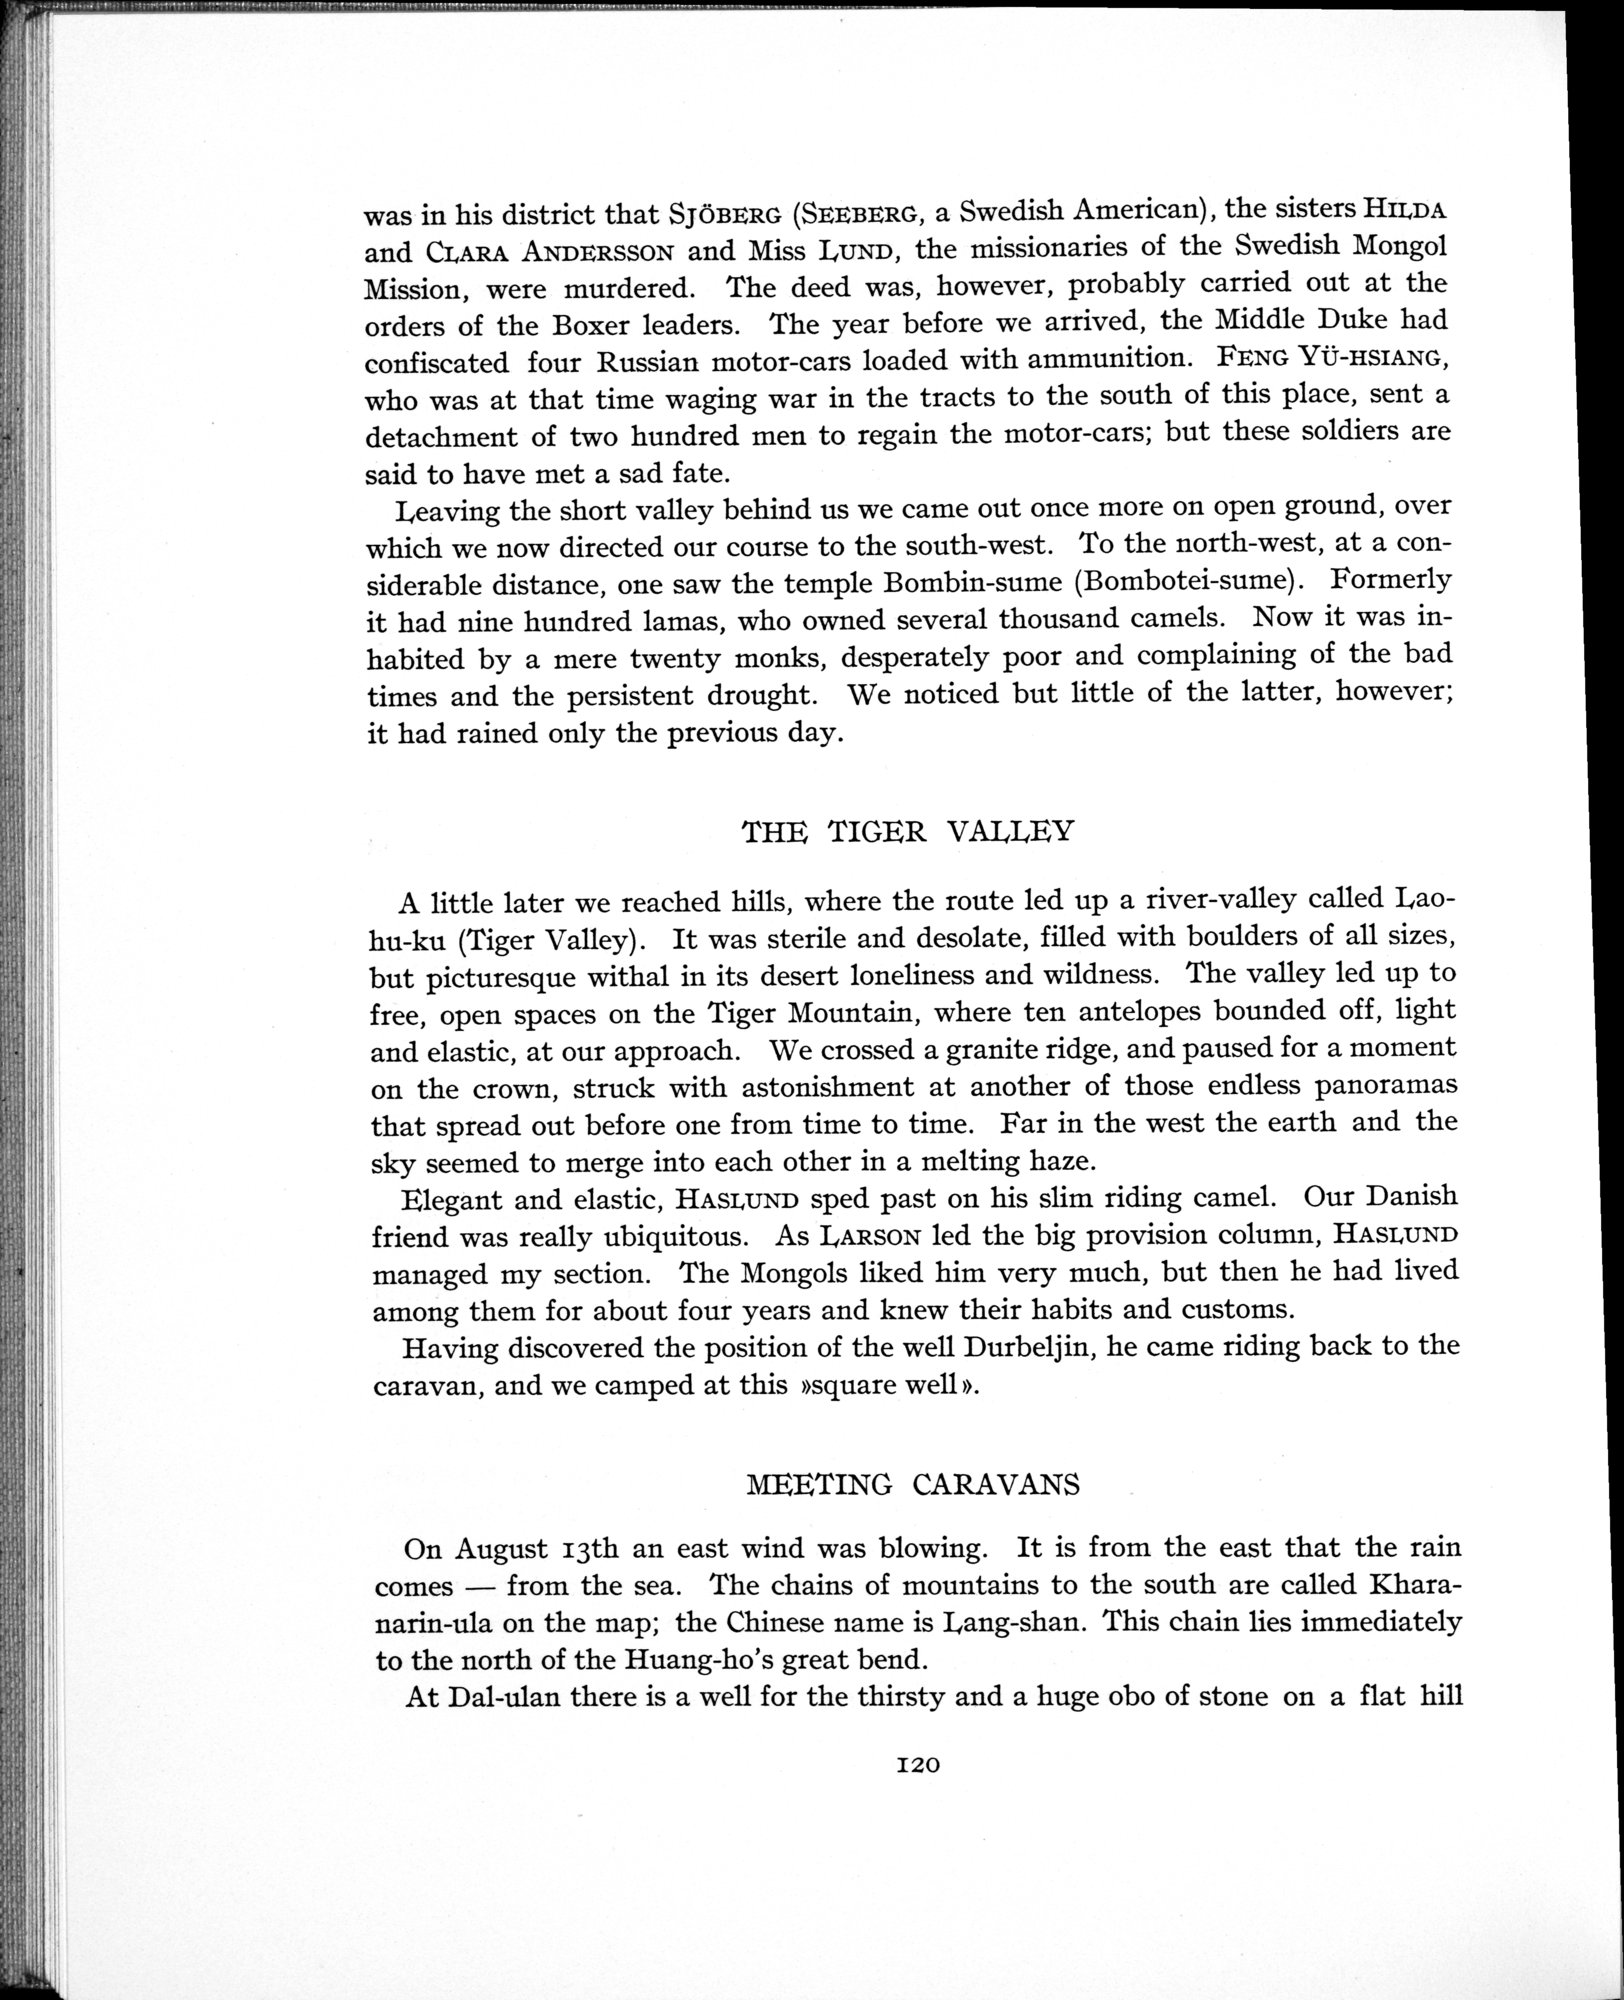 was in his district that SJÖBERG (SEEBERG, a Swedish American), the sisters HILDA
and CLARA ANDERSSON and Miss LUND, the missionaries of the Swedish Mongol
Mission, were murdered. The deed was, however, probably carried out at the
orders of the Boxer leaders. The year before we arrived, the Middle Duke had
confiscated four Russian motor-cars loaded with ammunition. FENG YÜ-HSIANG,
who was at that time waging war in the tracts to the south of this place, sent a
detachment of two hundred men to regain the motor-cars; but these soldiers are
said to have met a sad fate.
Leaving the short valley behind us we came out once more on open ground, over
which we now directed our course to the south-west. To the north-west, at a con-
siderable distance, one saw the temple Bombin-sume (Bombotei-sume). Formerly
it had nine hundred lamas, who owned several thousand camels. Now it was in-
habited by a mere twenty monks, desperately poor and complaining of the bad
times and the persistent drought. We noticed but little of the latter, however;
it had rained only the previous day.
THE TIGER VALLEY
A little later we reached hills, where the route led up a river-valley called Lao-
hu-ku (Tiger Valley). It was sterile and desolate, filled with boulders of all sizes,
but picturesque withal in its desert loneliness and wildness. The valley led up to
free, open spaces on the Tiger Mountain, where ten antelopes bounded off, light
and elastic, at our approach. We crossed a granite ridge, and paused for a moment
on the crown, struck with astonishment at another of those endless panoramas
that spread out before one from time to time. Far in the west the earth and the
sky seemed to merge into each other in a melting haze.
Elegant and elastic, HASLUND sped past on his slim riding camel. Our Danish
friend was really ubiquitous. As LARSON led the big provision column, HASLUND
managed my section. The Mongols liked him very much, but then he had lived
among them for about four years and knew their habits and customs.
Having discovered the position of the well Durbeljin, he came riding back to the
caravan, and we camped at this »square well».
MEETING CARAVANS
On August 13th an east wind was blowing. It is from the east that the rain
comes — from the sea. The chains of mountains to the south are called Khara-
narin-ula on the map; the Chinese name is Lang-shan. This chain lies immediately
to the north of the Huang-ho's great bend.
At Dal-ulan there is a well for the thirsty and a huge obo of stone on a flat hill
120